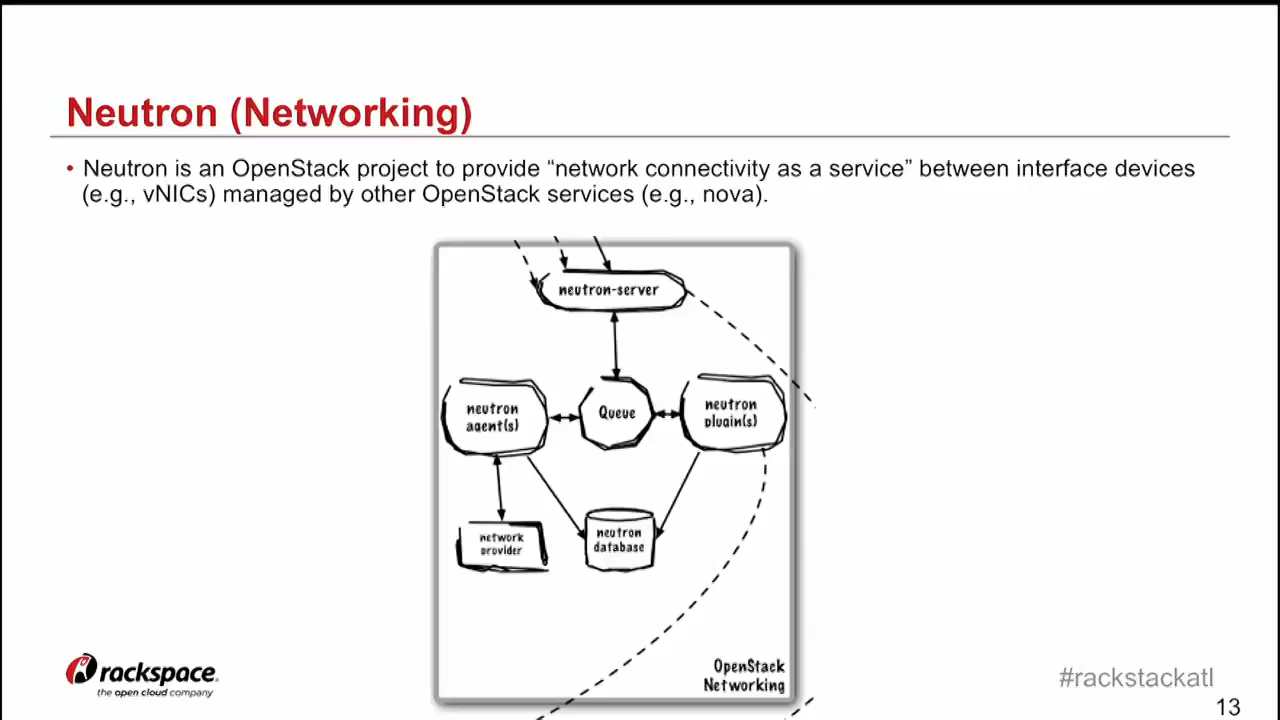 Neutron (Networking)
• Neutron is an OpenStack project to provide “network connectivity as a service” between interface devices
(e.g., vNICs) managed by other OpenStack services (e.g., nova).
neutron-server
neutron
agent(s)
Queue
neutron
plugin(s)
network
provider
neutron
database
OpenStack
Networking
rackspace.
the open cloud company
#rackstackatl
13